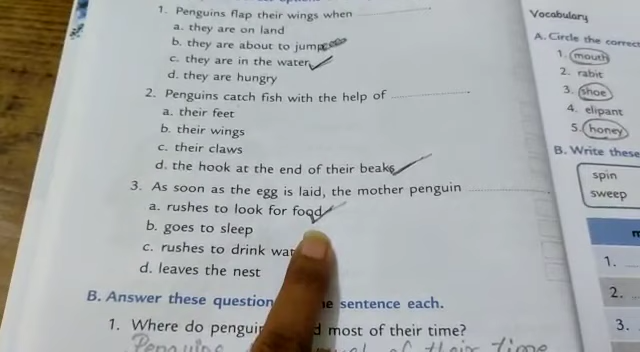 1. Penguins flap their wings when
a. they are on land
b. they are about to jump
c. they are in the water
d. they are hungry
2. Penguins catch fish with the help of
a. their feet
b. their wings
c. their claws
d. the hook at the end of their beaks
3. As soon as the egg is laid, the mother penguin
a. rushes to look for food
b. goes to sleep
c. rushes to drink wat
d. leaves the nest
B. Answer these question e sentence each.
1. Where do pengui d most of their time?
Penguins of their time
Vocabulary
A. Circle the correct
1. mouth
2. rabit
3. shoe
4. elipant
5. honey
B. Write these
spin
sweep
1.
2.
3.